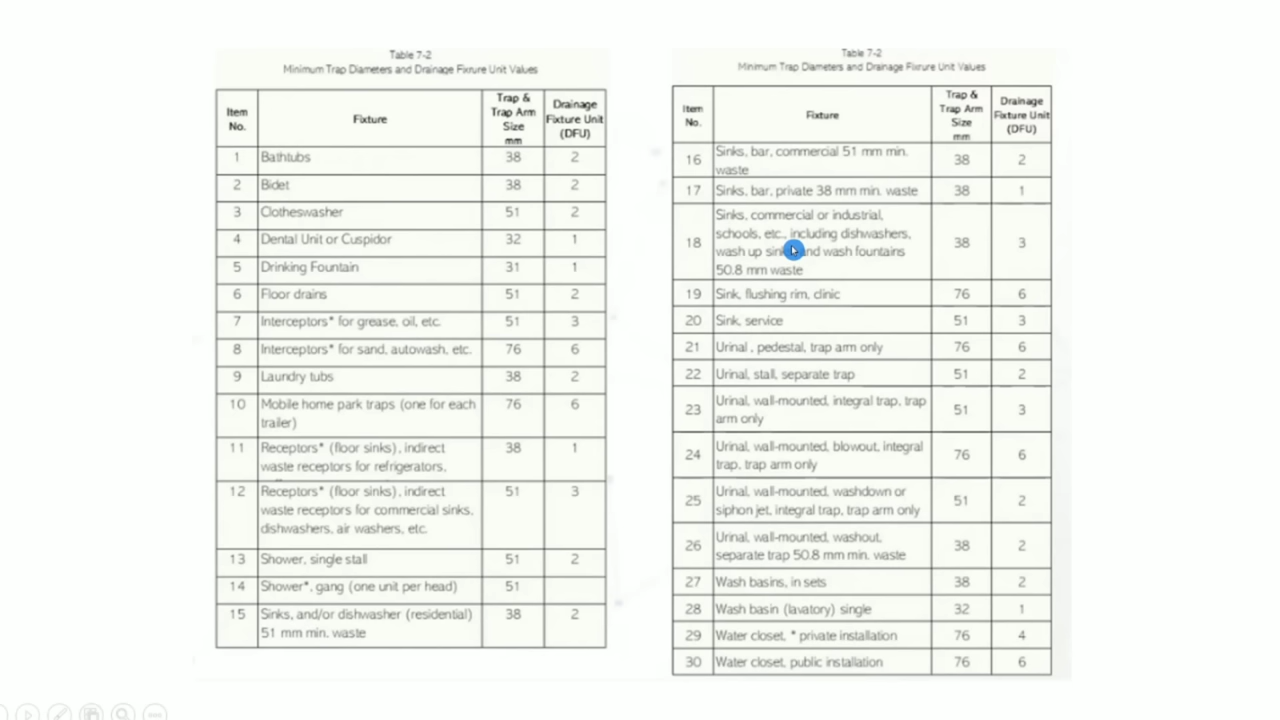 Table 7-2
Minimum Trap Diameters and Drainage Fixrure Unit Values
Item No. Fixture Trap & Trap Arm Size mm Drainage Fixture Unit (DFU)
1 Bathtubs 38 2
2 Bidet 38 2
3 Clotheswasher 51 2
4 Dental Unit or Cuspidor 32 1
5 Drinking Fountain 31 1
6 Floor drains 51 2
7 Interceptors* for grease, oil, etc. 51 3
8 Interceptors* for sand, autowash, etc. 76 6
9 Laundry tubs 38 2
10 Mobile home park traps (one for each 76 6
trailer)
11 Receptors* (floor sinks), indirect 38 1
waste receptors for refrigerators,
12 Receptors* (floor sinks), indirect 51 3
waste receptors for commercial sinks,
dishwashers, air washers, etc.
13 Shower, single stall 51 2
14 Shower*, gang (one unit per head) 51
15 Sinks, and/or dishwasher (residential) 38 2
51 mm min. waste
Table 7-2
Minimum Trap Diameters and Drainage Fixrure Unit Values
Item No. Fixture Trap & Trap Arm Size mm Drainage Fixture Unit (DFU)
16 Sinks, bar, commercial 51 mm min. 38 2
waste
17 Sinks, bar, private 38 mm min. waste 38 1
18 Sinks, commercial or industrial, 38 3
schools, etc., including dishwashers,
wash up and wash fountains
50.8 mm waste
19 Sink, flushing rim, clinic 76 6
20 Sink, service 51 3
21 Urinal , pedestal, trap arm only 76 6
22 Urinal, stall, separate trap 51 2
23 Urinal, wall-mounted, integral trap, trap 51 3
arm only
24 Urinal, wall-mounted, blowout, integral 76 6
trap, trap arm only
25 Urinal, wall-mounted, washdown or 51 2
siphon jet, integral trap, trap arm only
26 Urinal, wall-mounted, washout, 38 2
separate trap 50.8 mm min. waste
27 Wash basins, in sets 38 2
28 Wash basin (lavatory) single 32 1
29 Water closet, * private installation 76 4
30 Water closet, public installation 76 6